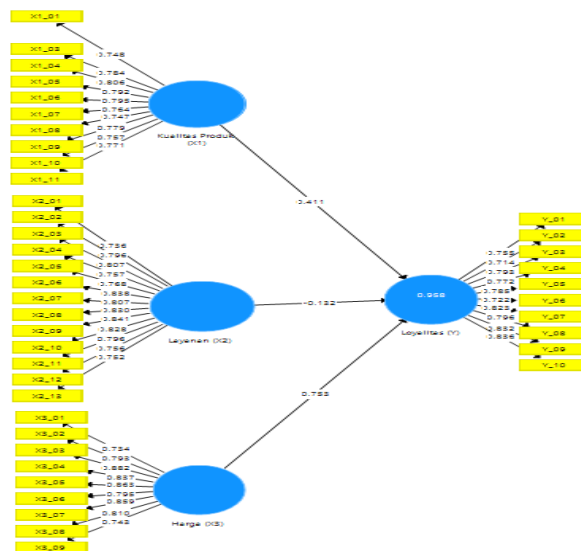 X1_01
X1_03
X1_04
X1_05
X1_06
X1_07
X1_08
X1_09
X1_10
X1_11
0.748
0.784
0.806
0.792
0.795
0.764
0.747
0.779
0.757
0.771
Kualitas Produk
(X1)
X2_01
X2_02
X2_03
X2_04
X2_05
X2_06
X2_07
X2_08
X2_09
X2_10
X2_11
X2_12
X2_13
0.736
0.796
0.807
0.757
0.768
0.838
0.807
0.830
0.841
0.828
0.796
0.756
0.752
Layanan (X2)
X3_01
X3_02
X3_03
X3_04
X3_05
X3_06
X3_07
X3_08
X3_09
0.734
0.793
0.882
0.837
0.863
0.795
0.859
0.810
0.743
Harga (X3)
0.411
-0.132
0.753
0.958
Loyalitas (Y)
Y_01
Y_02
Y_03
Y_04
Y_05
Y_06
Y_07
Y_08
Y_09
Y_10
0.755
0.714
0.793
0.772
0.785
0.722
0.823
0.796
0.832
0.836